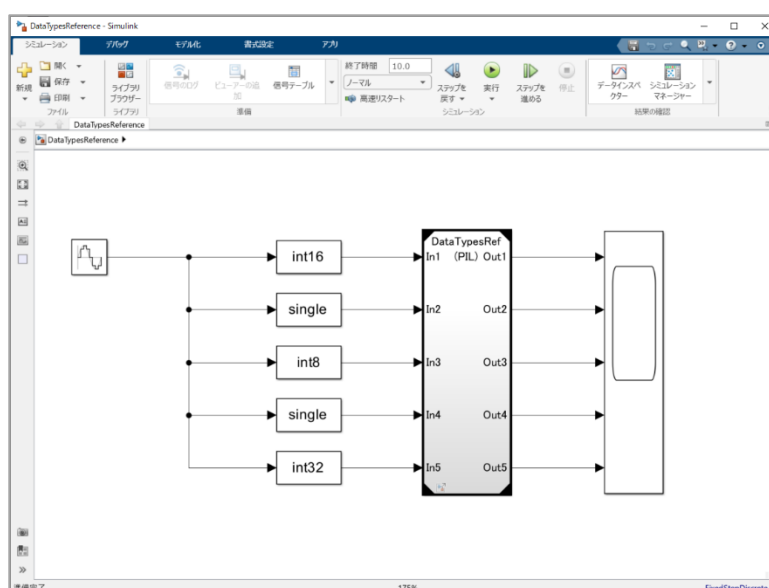 DataTypesReference - Simulink
シミュレーション デバッグ モデル化 書式設定 アプリ
新規
開く
保存
印刷
ファイル
ライブラリ
ブラウザー
ライブラリ
信号のログ
ビューアーの追
加
信号テーブル
準備
終了時間 10.0
ノーマル
高速リスタート
ステップを
戻す
実行
ステップを
進める
停止
シミュレーション
データインスペ
クター
シミュレーション
マネージャー
結果の確認
DataTypesReference
DataTypesReference
DataTypesRef
int16 In1 (PIL) Out1
single In2 Out2
int8 In3 Out3
single In4 Out4
int32 In5 Out5
準備完了 175% FixedStepDiscrete